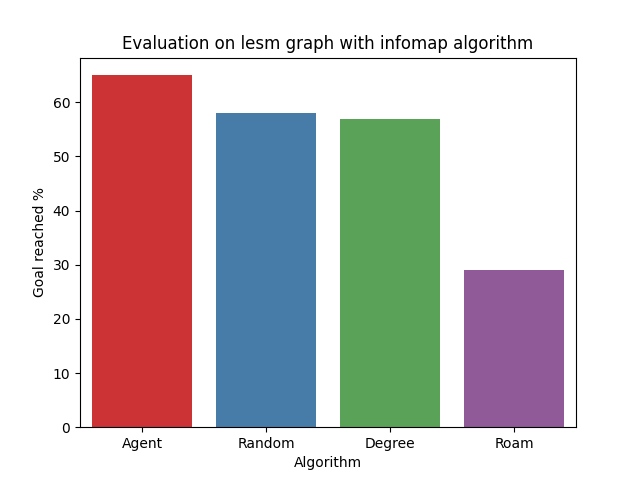 Evaluation on lesm graph with infomap algorithm
Goal reached %
60
50
40
30
20
10
0
Agent Random Degree Roam
Algorithm